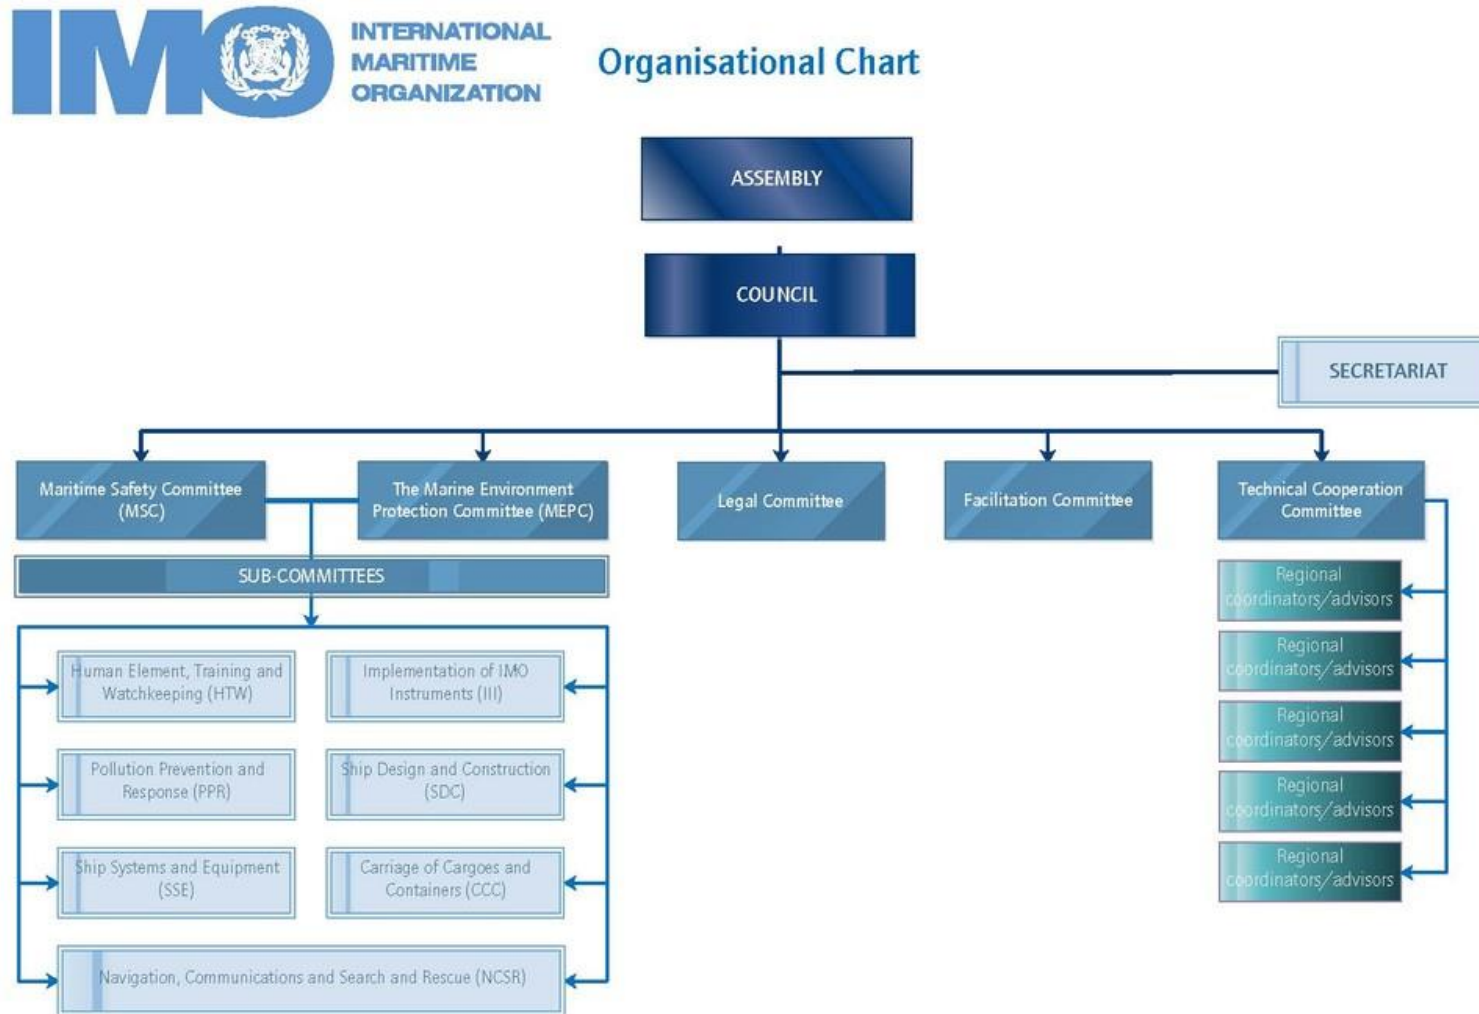 IMO
INTERNATIONAL
MARITIME
ORGANIZATION
Organisational Chart
ASSEMBLY
COUNCIL
SECRETARIAT
Maritime Safety Committee
(MSC)
The Marine Environment
Protection Committee (MEPC)
Legal Committee
Facilitation Committee
Technical Cooperation
Committee
SUB-COMMITTEES
Human Element, Training and
Watchkeeping (HTW)
Implementation of IMO
Instruments (III)
Pollution Prevention and
Response (PPR)
Ship Design and Construction
(SDC)
Ship Systems and Equipment
(SSE)
Carriage of Cargoes and
Containers (CCC)
Navigation, Communications and Search and Rescue (NCSR)
Regional
coordinators/advisors
Regional
coordinators/advisors
Regional
coordinators/advisors
Regional
coordinators/advisors
Regional
coordinators/advisors